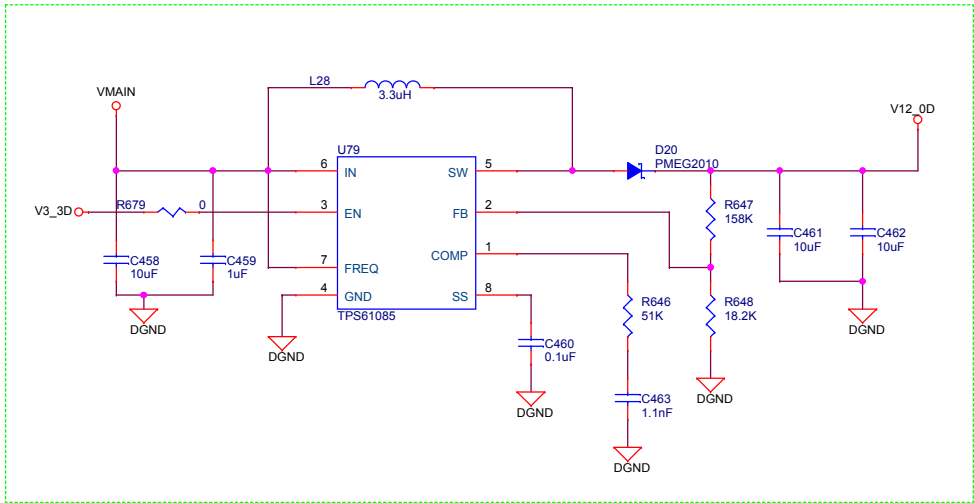 L28
3.3uH
VMAIN
V12_0D
U79
D20
PMEG2010
6
IN
SW
5
V3_3D
R679
0
3
EN
FB
2
R647
158K
C461
10uF
C462
10uF
1
COMP
C458
10uF
C459
1uF
7
FREQ
4
GND
SS
8
R646
51K
R648
18.2K
TPS61085
DGND
DGND
DGND
C460
0.1uF
DGND
DGND
C463
1.1nF
DGND